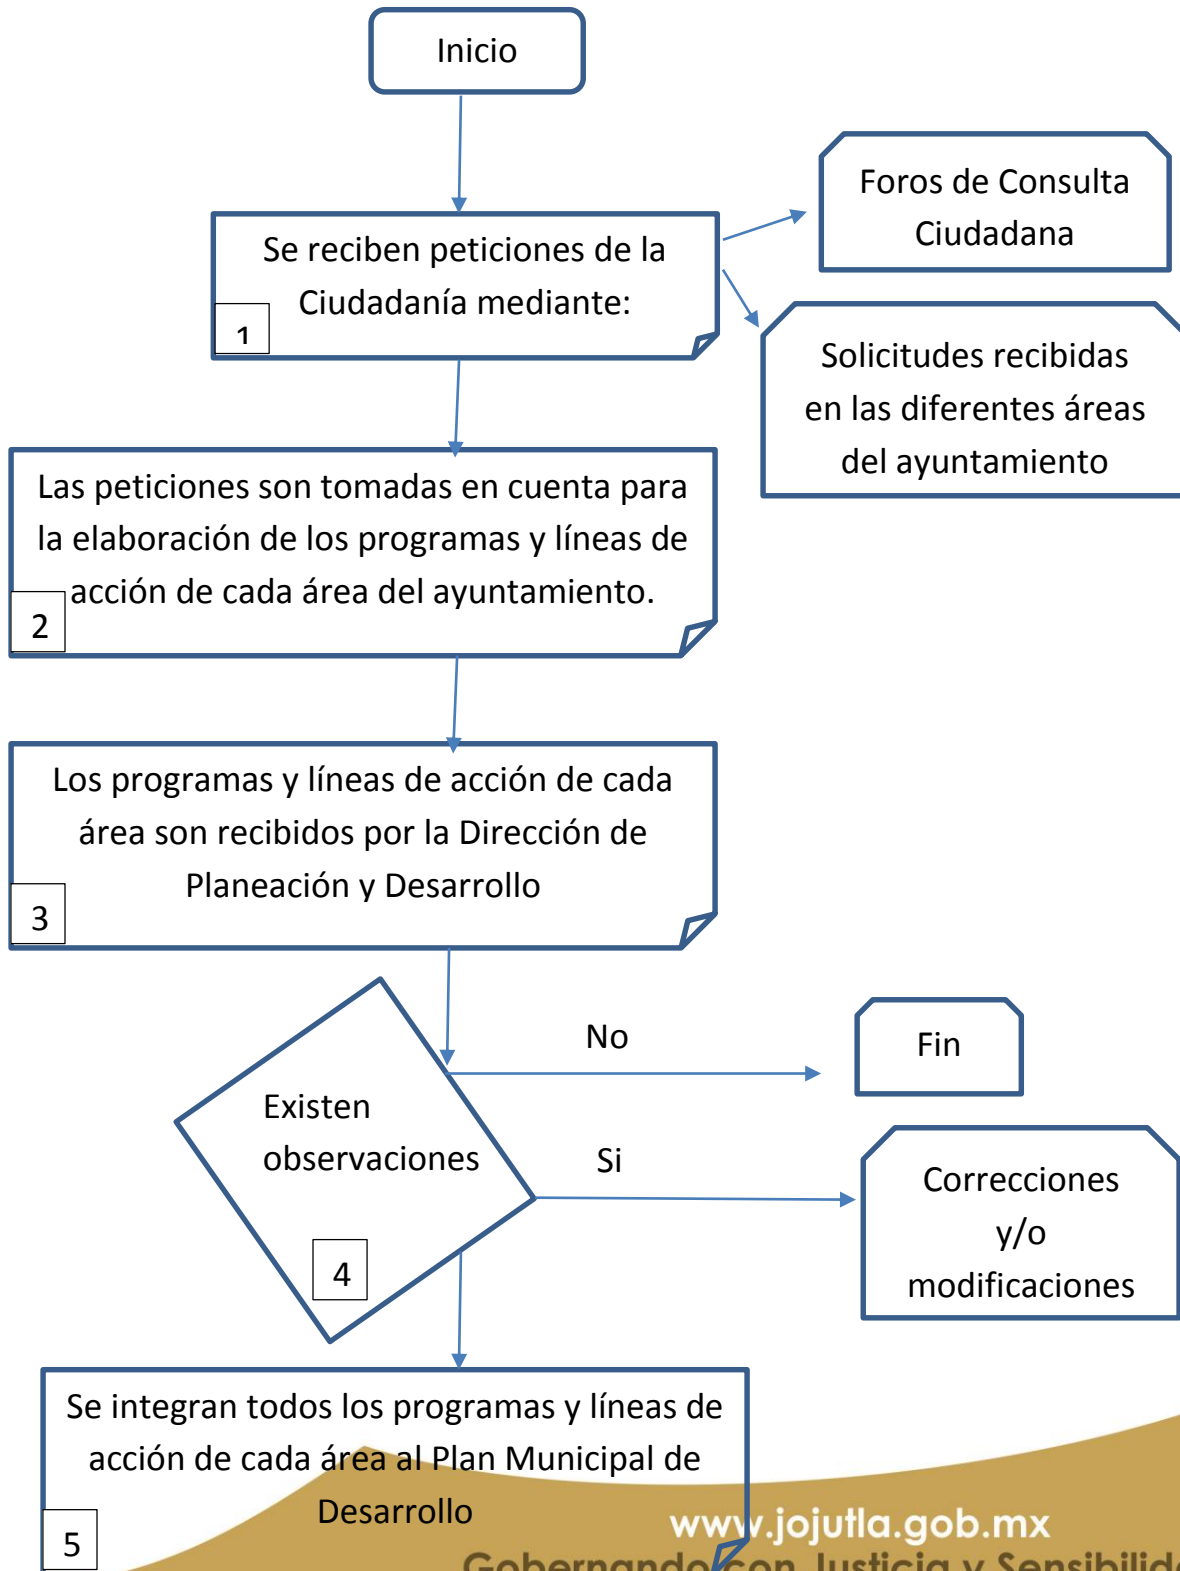 Inicio
Foros de Consulta
Ciudadana
Se reciben peticiones de la
Ciudadanía mediante:
1
Solicitudes recibidas
en las diferentes áreas
del ayuntamiento
Las peticiones son tomadas en cuenta para
la elaboración de los programas y líneas de
acción de cada área del ayuntamiento.
2
Los programas y líneas de acción de cada
área son recibidos por la Dirección de
Planeación y Desarrollo
3
No
Fin
Existen
observaciones
Si
4
Correcciones
y/o
modificaciones
Se integran todos los programas y líneas de
acción de cada área al Plan Municipal de
Desarrollo
5
www.jojutla.gob.mx
Gobernando con Justicia y